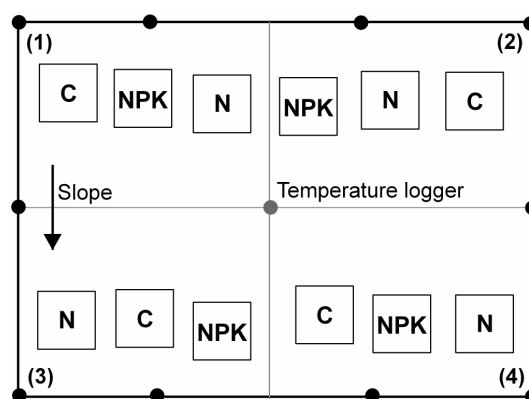 (1)
(2)
C NPK N NPK N C
Slope
Temperature logger
N C NPK C NPK N
(3)
(4)